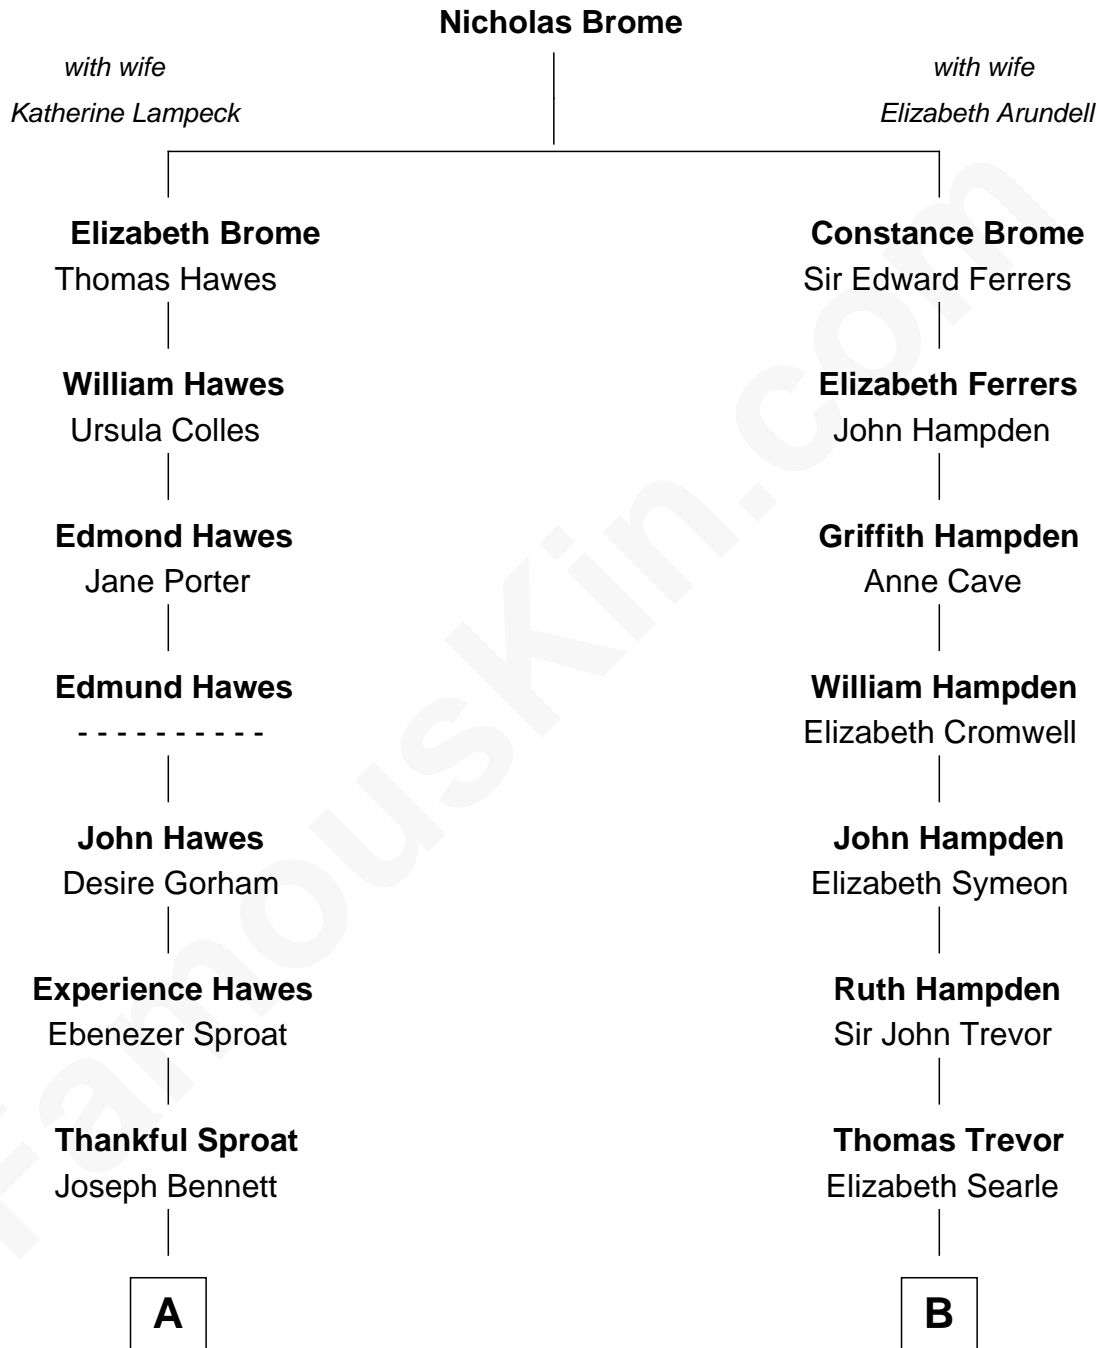 Nicholas Brome
with wife
Katherine Lampeck
with wife
Elizabeth Arundell
Elizabeth Brome
Thomas Hawes
Constance Brome
Sir Edward Ferrers
William Hawes
Ursula Colles
Elizabeth Ferrers
John Hampden
Edmond Hawes
Jane Porter
Griffith Hampden
Anne Cave
Edmund Hawes
- - - - - - - - - -
William Hampden
Elizabeth Cromwell
John Hawes
Desire Gorham
John Hampden
Elizabeth Symeon
Experience Hawes
Ebenezer Sproat
Ruth Hampden
Sir John Trevor
Thankful Sproat
Joseph Bennett
Thomas Trevor
Elizabeth Searle
A
B
FamousKin.com